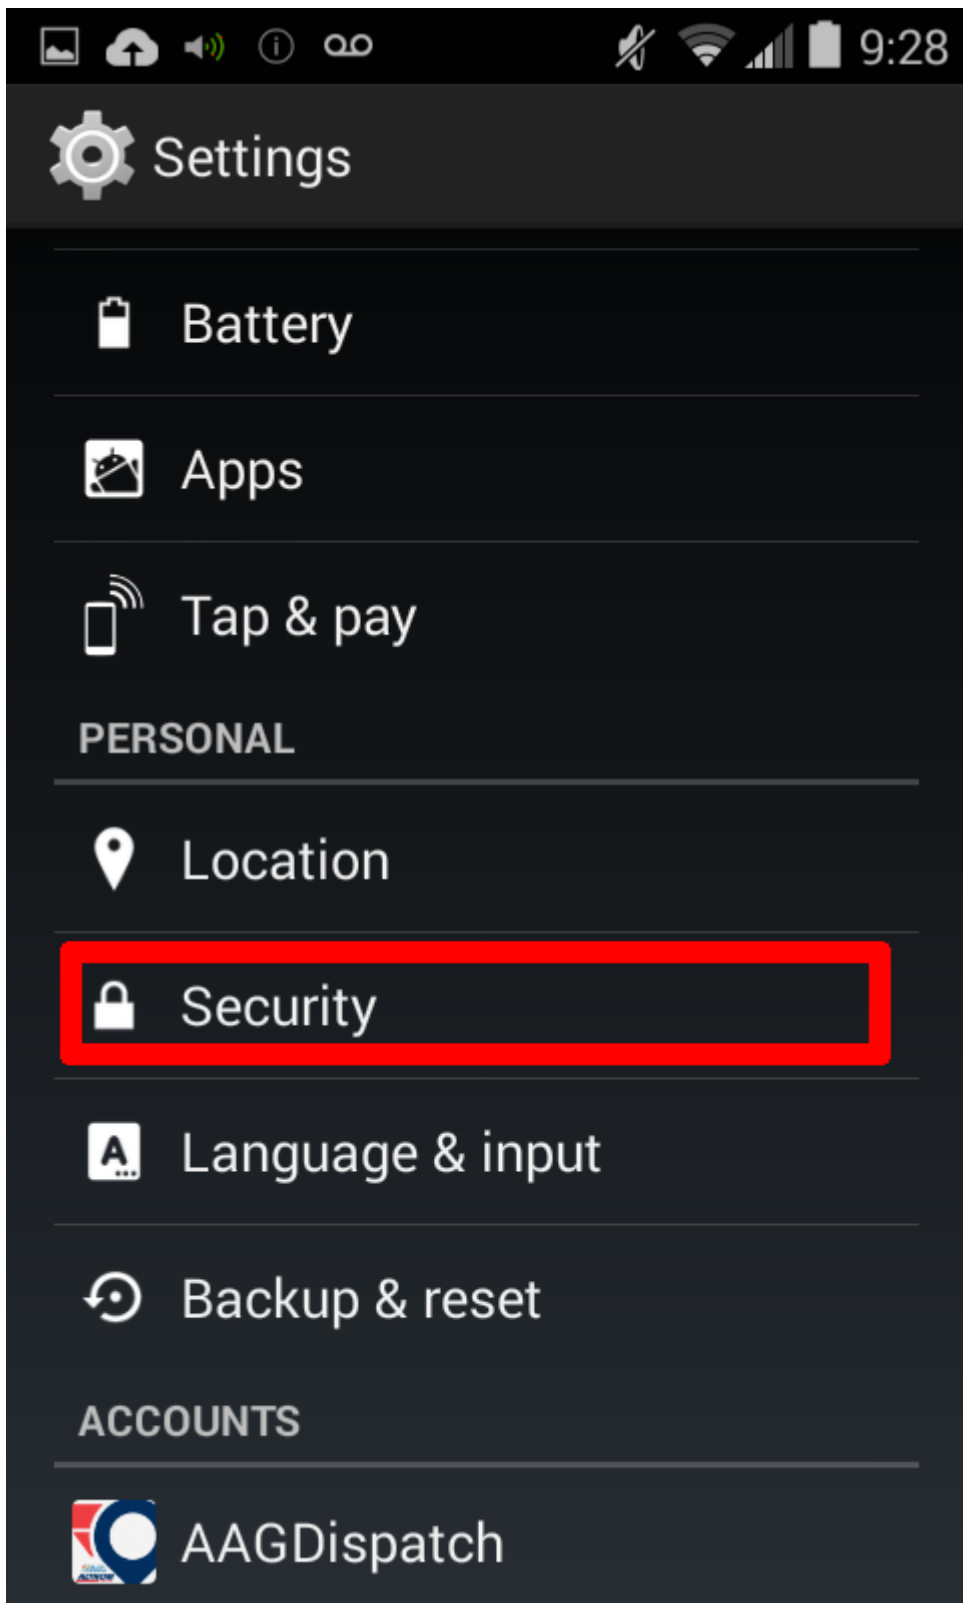 9:28
Settings
Battery
Apps
Tap & pay
PERSONAL
Location
Security
Language & input
Backup & reset
ACCOUNTS
AAGDispatch